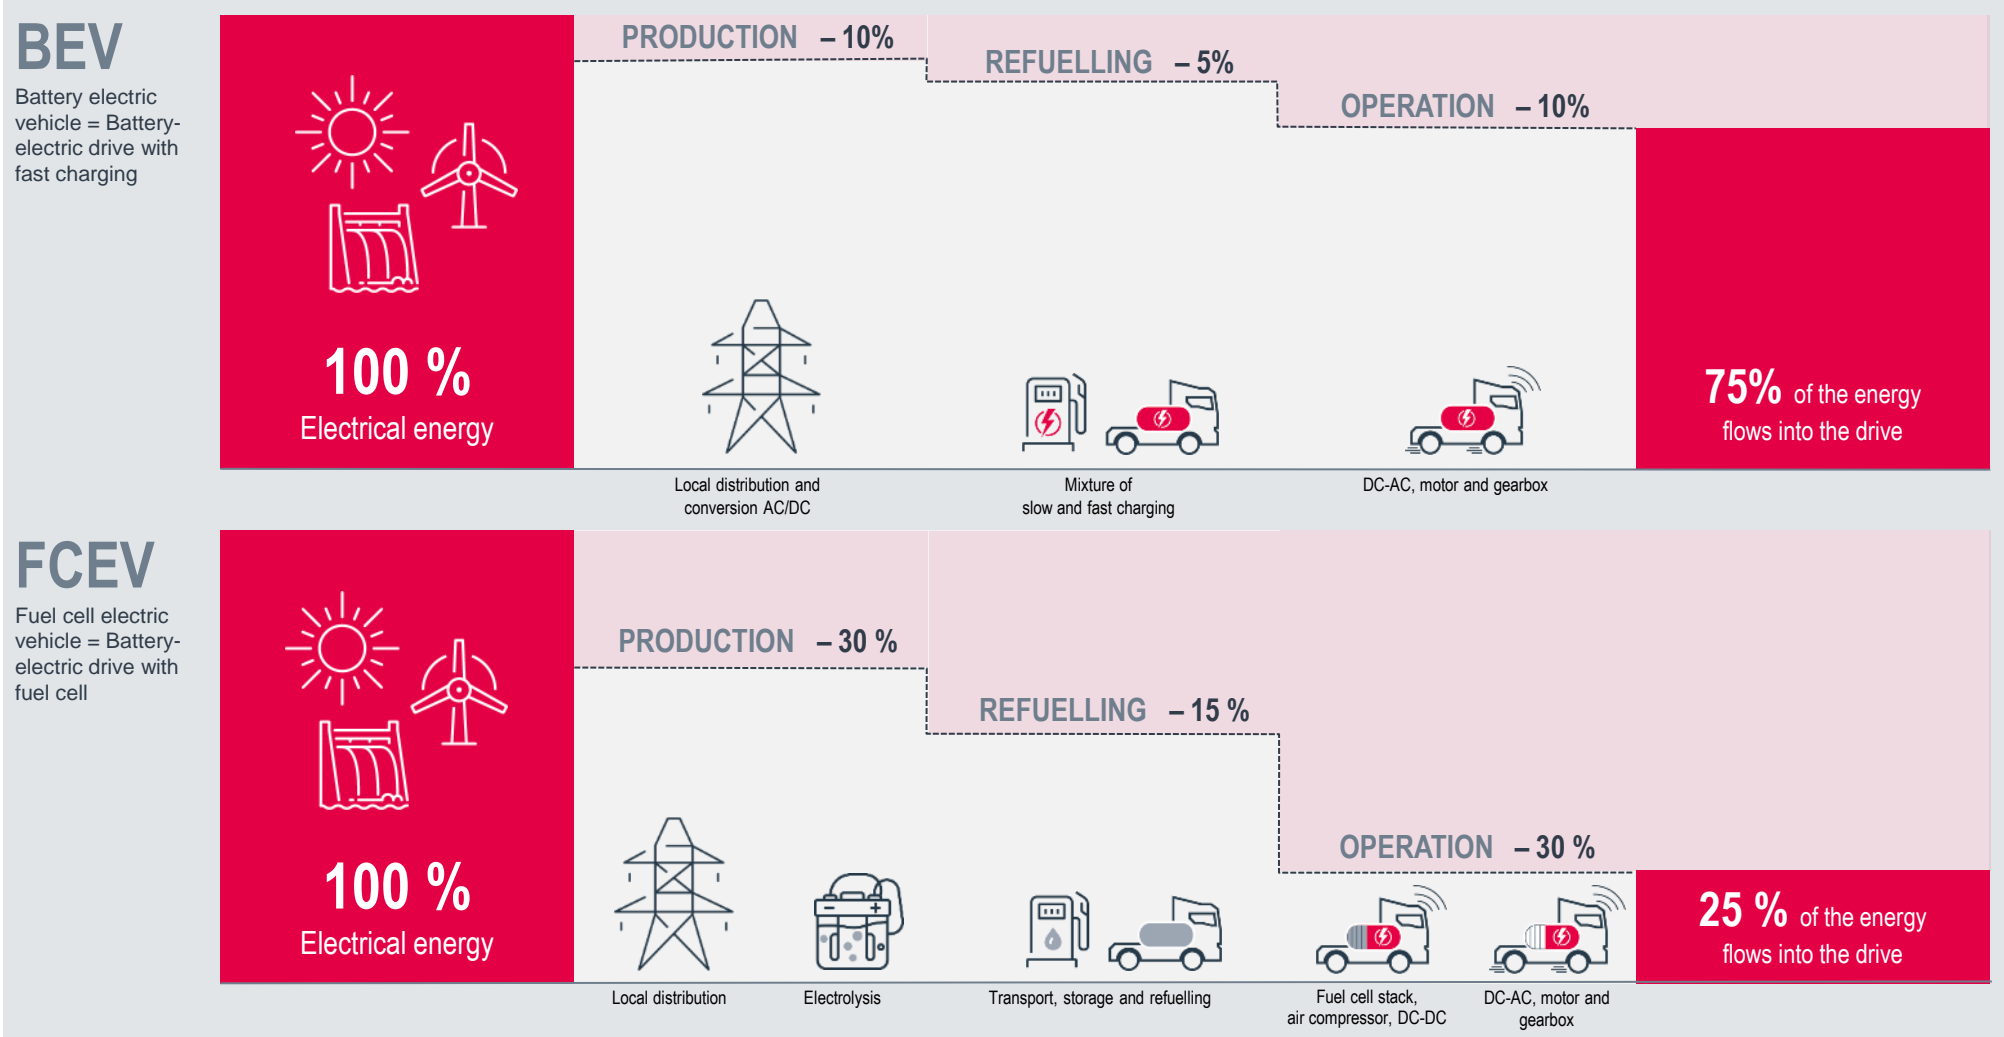 BEV
Battery electric
vehicle = Battery-
electric drive with
fast charging
100 %
Electrical energy
PRODUCTION – 10%
REFUELLING – 5%
OPERATION – 10%
75% of the energy
flows into the drive
Local distribution and
conversion AC/DC
Mixture of
slow and fast charging
DC-AC, motor and gearbox
FCEV
Fuel cell electric
vehicle = Battery-
electric drive with
fuel cell
100 %
Electrical energy
PRODUCTION – 30 %
REFUELLING – 15 %
OPERATION – 30 %
25 % of the energy
flows into the drive
Local distribution
Electrolysis
Transport, storage and refuelling
Fuel cell stack,
air compressor, DC-DC
DC-AC, motor and
gearbox